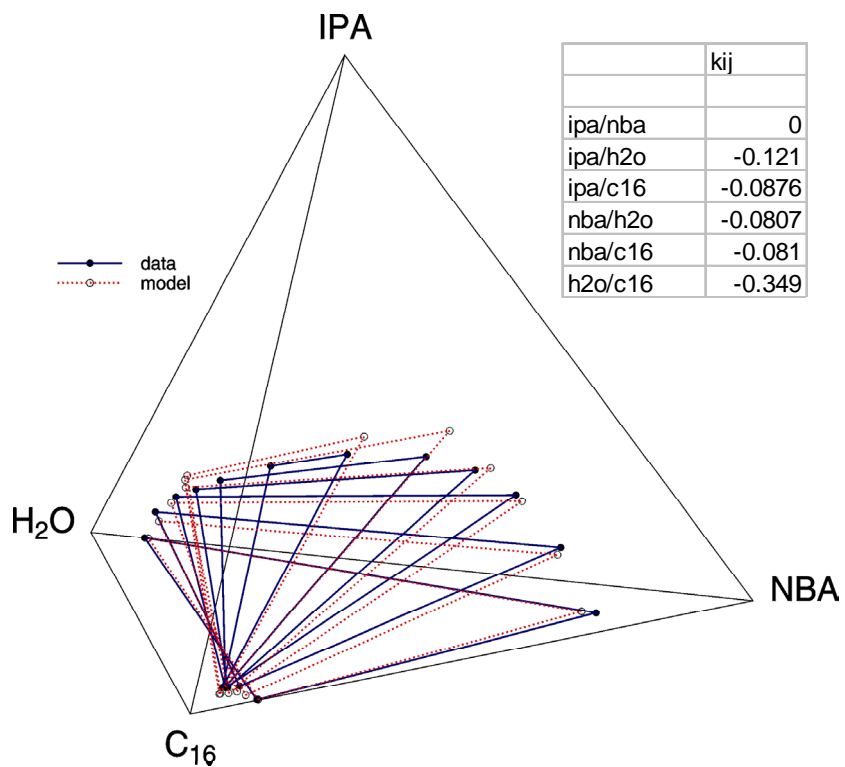 IPA
kij
ipa/nba 0
ipa/h2o -0.121
ipa/c16 -0.0876
nba/h2o -0.0807
nba/c16 -0.081
h2o/c16 -0.349
data
model
H₂O
NBA
C₁₆